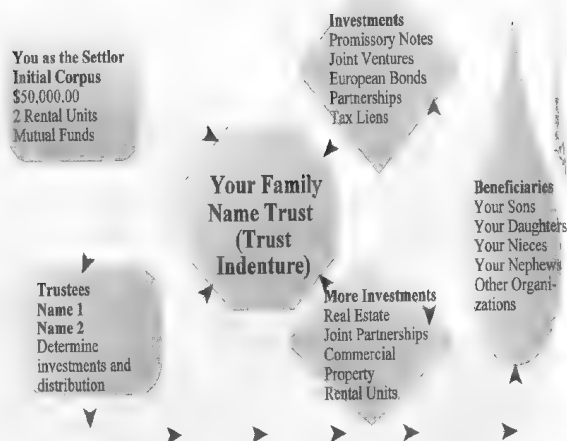 You as the Settlor
Initial Corpus
$50,000.00
2 Rental Units
Mutual Funds
Investments
Promissory Notes
Joint Ventures
European Bonds
Partnerships
Tax Liens
Your Family
Name Trust
(Trust
Indenture)
Beneficiaries
Your Sons
Your Daughters
Your Nieces
Your Nephews
Other Organi-
zations
Trustees
Name 1
Name 2
Determine
investments and
distribution
More Investments
Real Estate
Joint Partnerships
Commercial
Property
Rental Units